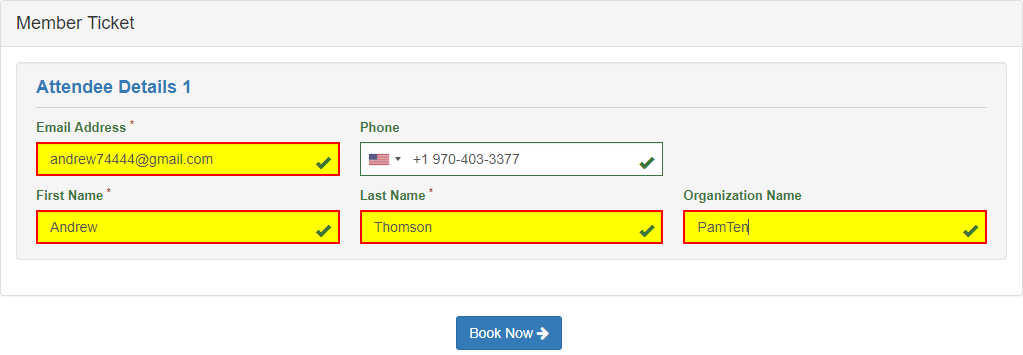 Member Ticket
Attendee Details 1
Email Address * Phone
andrew74444@gmail.com +1 970-403-3377
First Name * Last Name * Organization Name
Andrew Thomson PamTen
Book Now